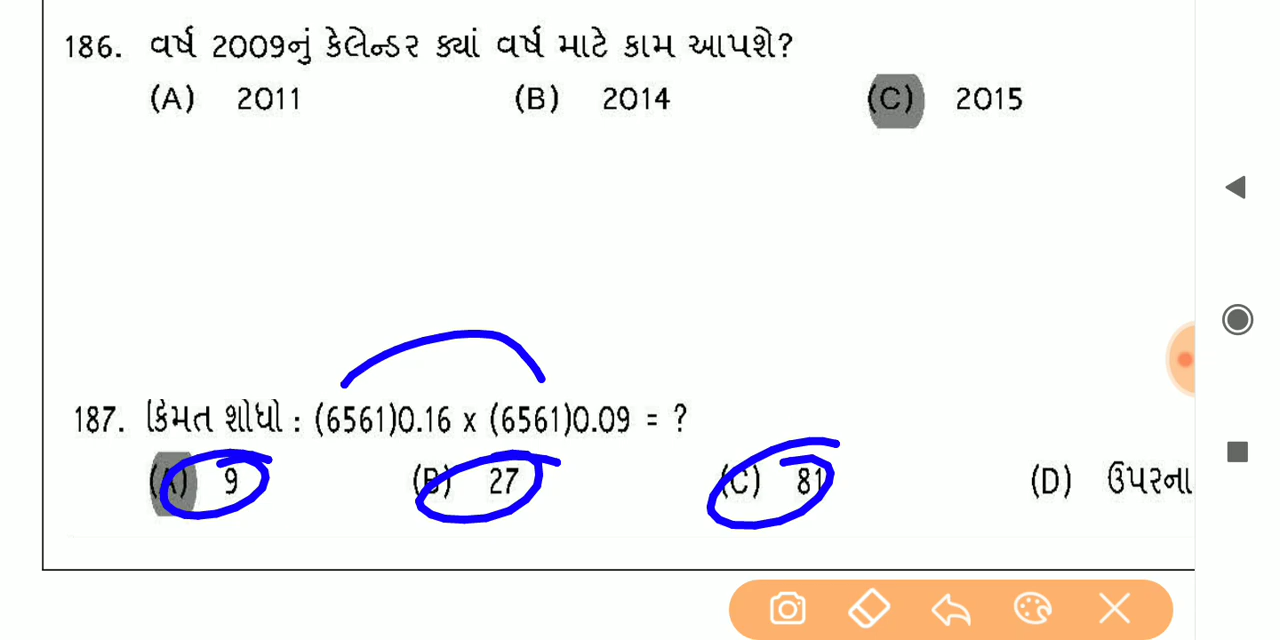 186. વર્ષ 2009નું કેલેન્ડર ક્યાં વર્ષ માટે કામ આપશે?
(A) 2011 (B) 2014 (C) 2015
187. કિંમત શોધો : (6561)0.16 x (6561)0.09 = ?
(A) 9 (B) 27 (C) 81 (D) ઉપરના